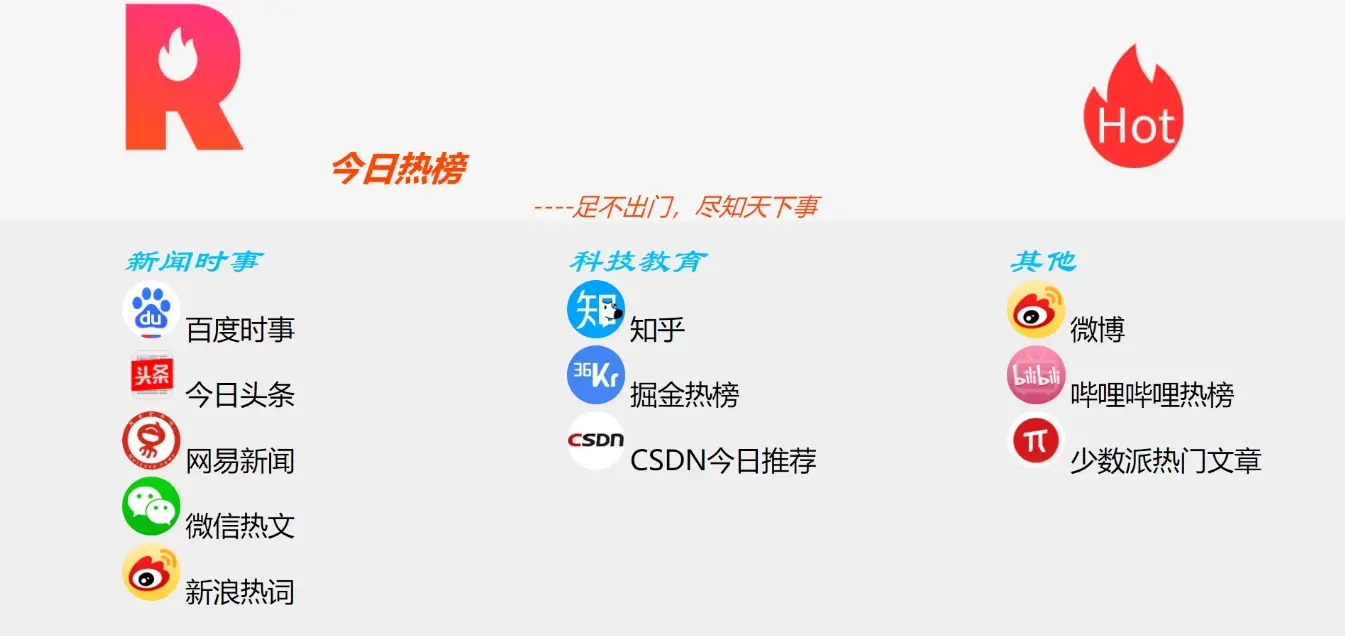 R
Hot
今日热榜
----足不出门，尽知天下事
新闻时事
du
百度时事
头条
今日头条
网易新闻
微信热文
新浪热词
科技教育
知
知乎
36Kr
掘金热榜
CSDN
CSDN今日推荐
其他
微博
bilibili
哔哩哔哩热榜
π
少数派热门文章